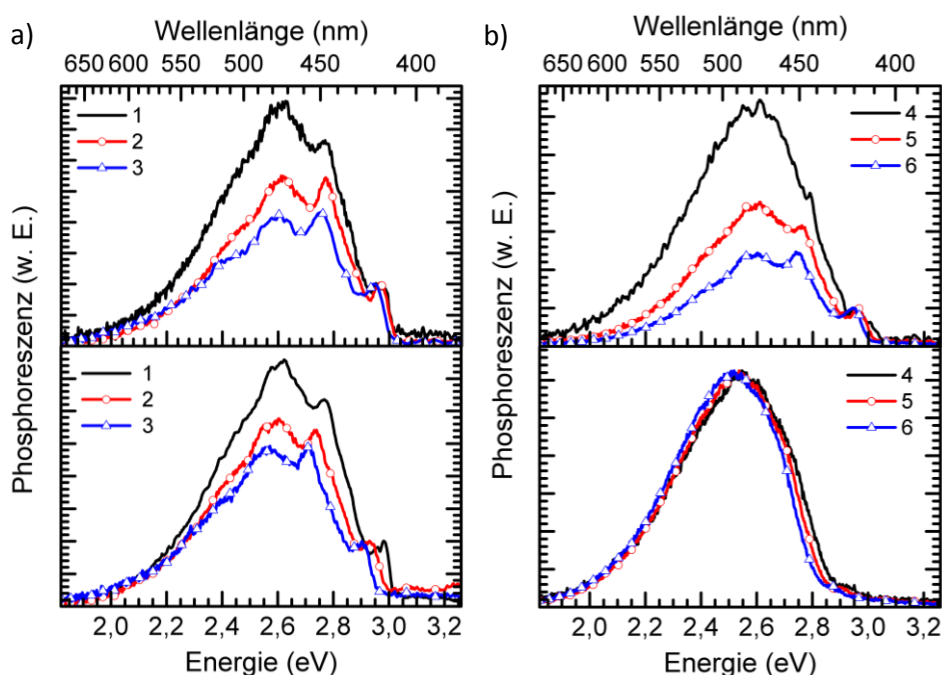 a)
Wellenlänge (nm)
650 600 550 500 450 400
1
2
3
Phosphoreszenz (w. E.)
1
2
3
Phosphoreszenz (w. E.)
2,0 2,2 2,4 2,6 2,8 3,0 3,2
Energie (eV)
b)
Wellenlänge (nm)
650 600 550 500 450 400
4
5
6
Phosphoreszenz (w. E.)
4
5
6
Phosphoreszenz (w. E.)
2,0 2,2 2,4 2,6 2,8 3,0 3,2
Energie (eV)